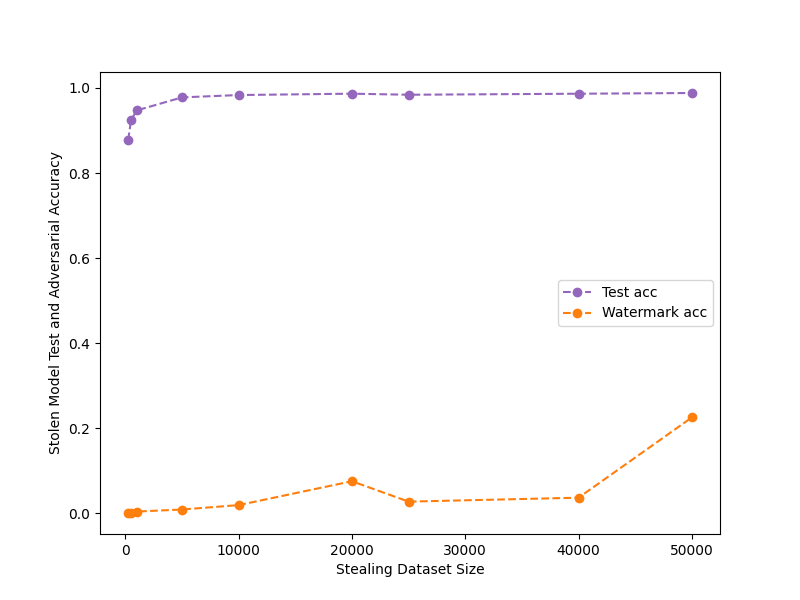 1.0
0.8
0.6
0.4
0.2
0.0
Stolen Model Test and Adversarial Accuracy
Test acc
Watermark acc
0 10000 20000 30000 40000 50000
Stealing Dataset Size